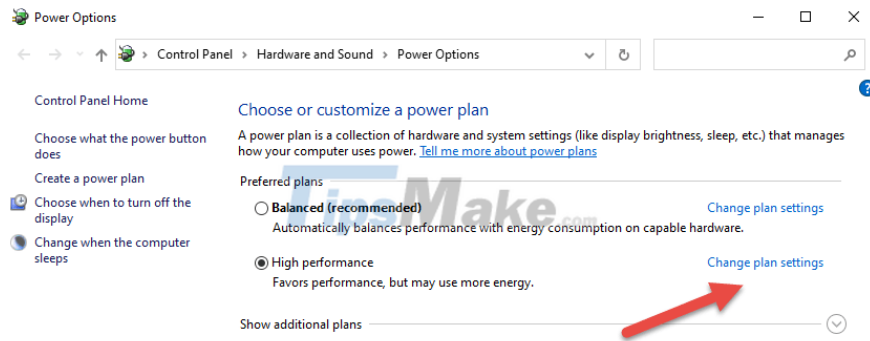 Power Options
Control Panel > Hardware and Sound > Power Options
?
Control Panel Home
Choose what the power button
does
Create a power plan
Choose when to turn off the
display
Change when the computer
sleeps
Choose or customize a power plan
A power plan is a collection of hardware and system settings (like display brightness, sleep, etc.) that manages
how your computer uses power. Tell me more about power plans
Preferred plans
TipsMake.com
Balanced (recommended) Change plan settings
Automatically balances performance with energy consumption on capable hardware.
High performance Change plan settings
Favors performance, but may use more energy.
Show additional plans